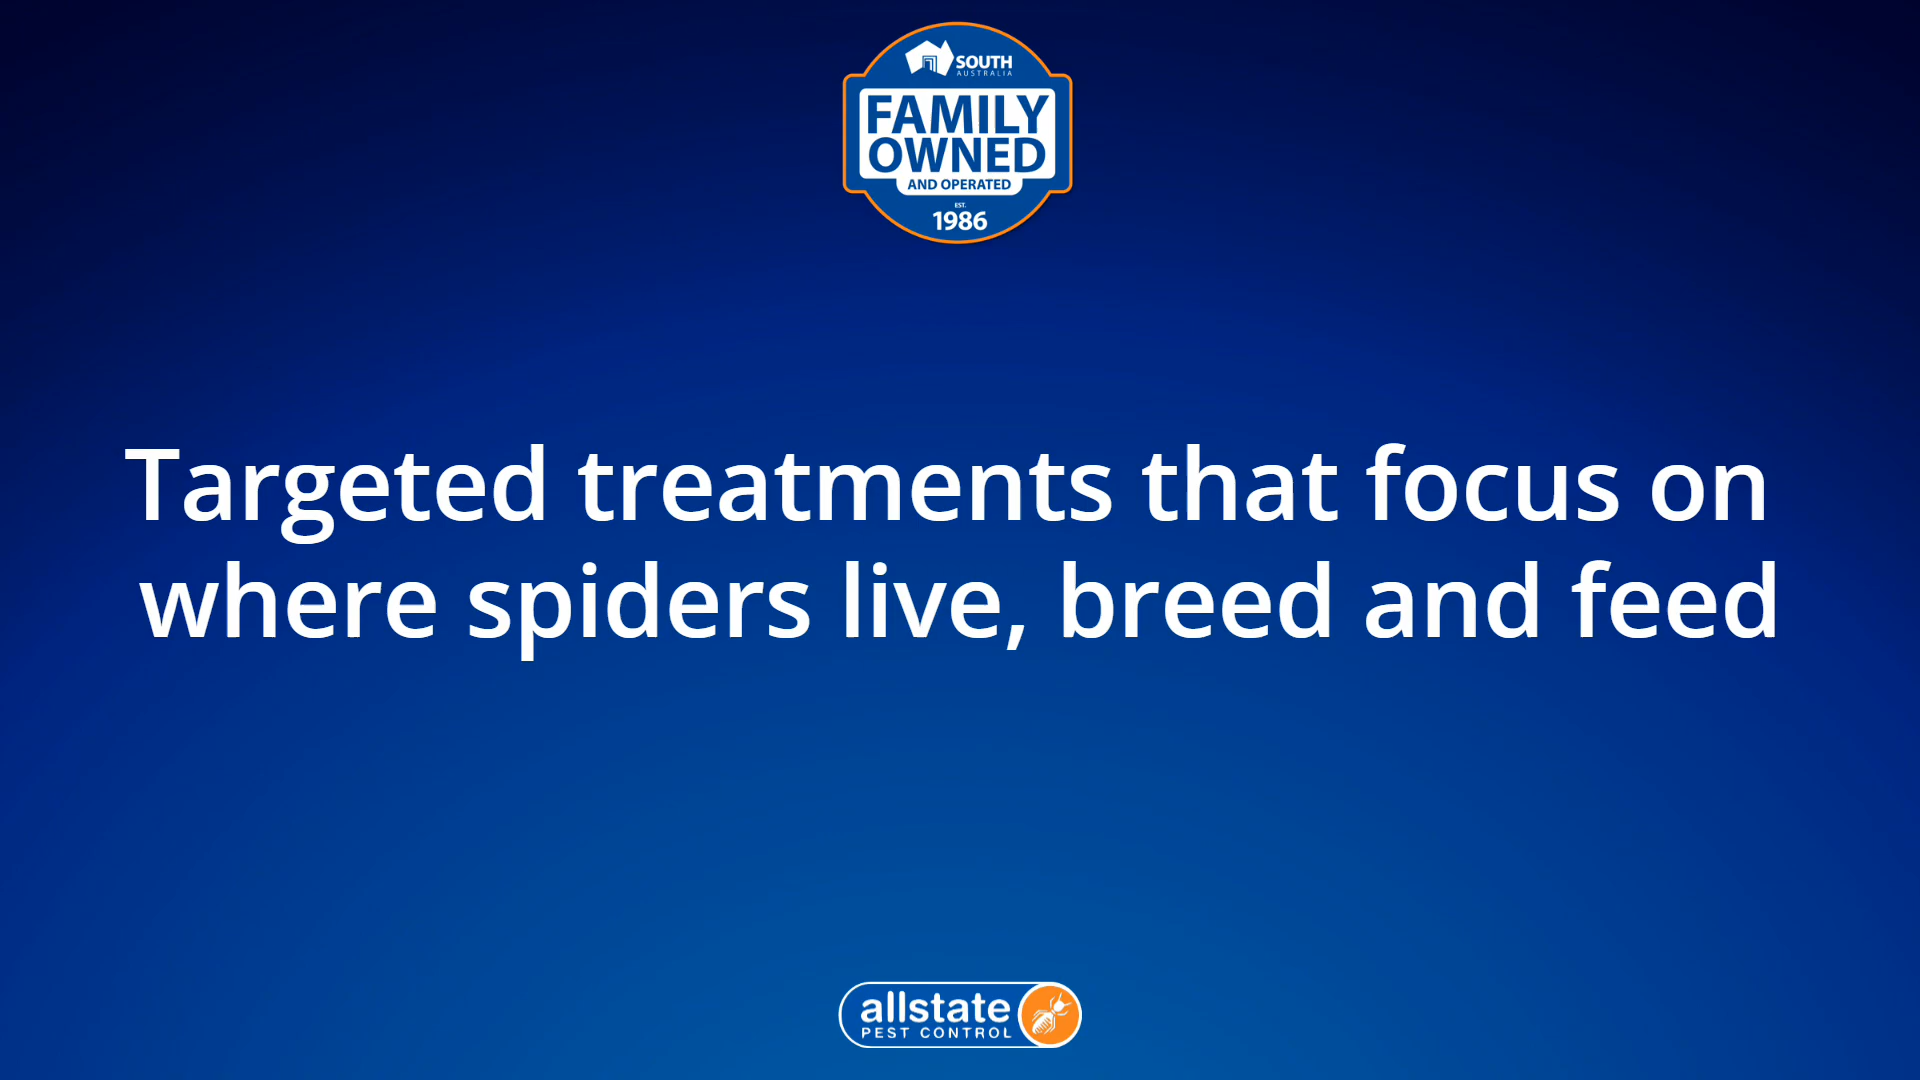 SOUTH
AUSTRALIA
FAMILY
OWNED
AND OPERATED
EST.
1986
Targeted treatments that focus on
where spiders live, breed and feed
allstate
PEST CONTROL